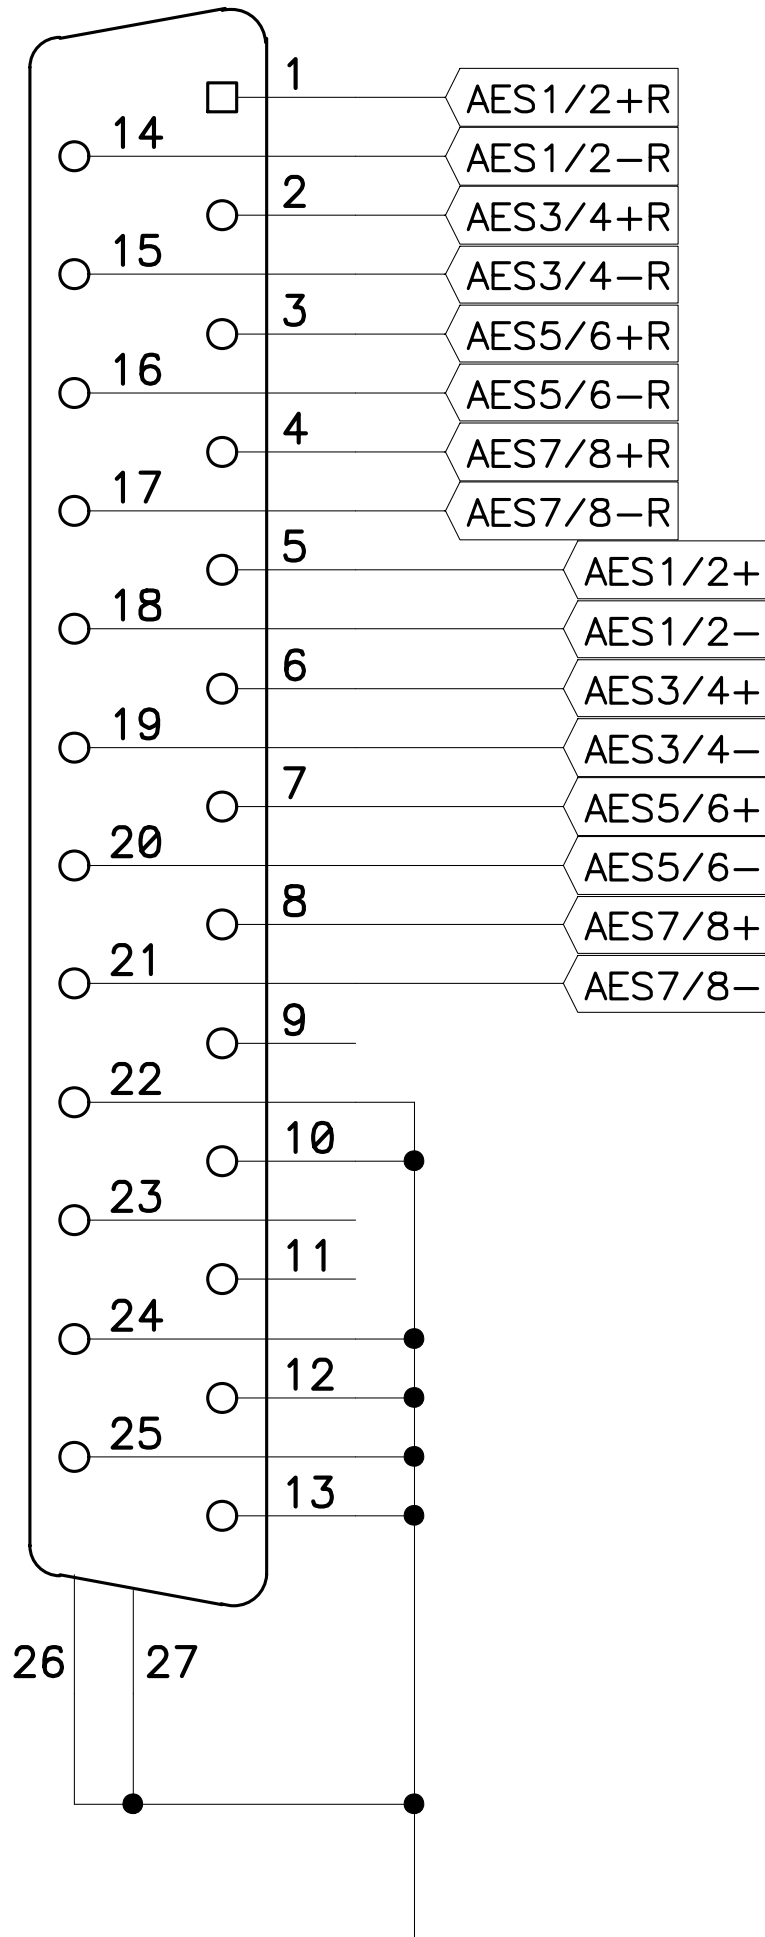 1 AES1/2+R
14 AES1/2-R
2 AES3/4+R
15 AES3/4-R
3 AES5/6+R
16 AES5/6-R
4 AES7/8+R
17 AES7/8-R
5 AES1/2+
18 AES1/2-
6 AES3/4+
19 AES3/4-
7 AES5/6+
20 AES5/6-
8 AES7/8+
21 AES7/8-
9
22
10
23
11
24
12
25
13
26 27